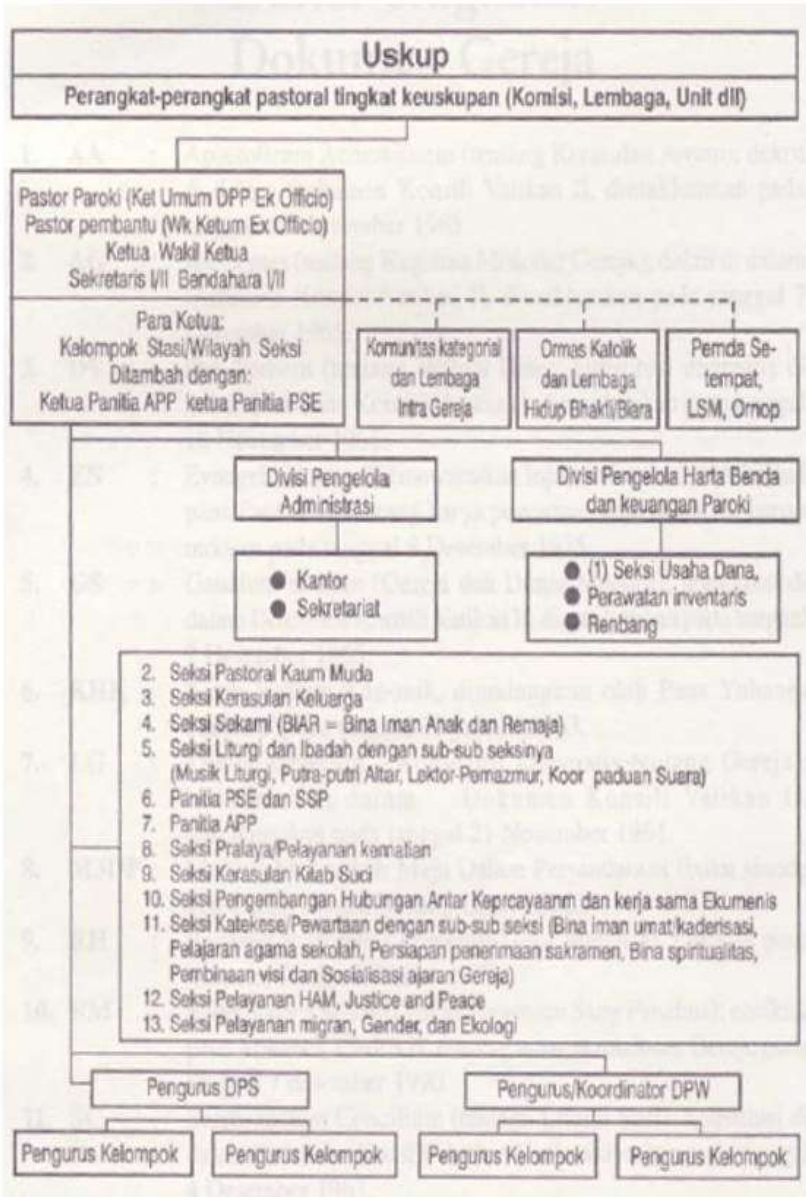 Uskup
Perangkat-perangkat pastoral tingkat keuskupan (Komisi, Lembaga, Unit dll)
Pastor Paroki (Ket Umum DPP Ek Officio)
Pastor pembantu (Wk Ketum Ex Officio)
Ketua Wakil Ketua
Sekretaris I/II Bendahara I/II
Para Ketua:
Kelompok Stasi/Wilayah Seksi
Ditambah dengan:
Ketua Panitia APP ketua Panitia PSE
Komunitas kategorial
dan Lembaga
Intra Gereja
Ormas Katolik
dan Lembaga
Hidup Bhakti/Biera
Pemda Se-
tempat,
LSM, Ornop
Divisi Pengelola
Administrasi
Divisi Pengelola Harta Benda
dan keuangan Paroki
● Kantor
● Sekretariat
● (1) Seksi Usaha Dana,
● Perawatan inventaris
● Renbang
2. Seksi Pastoral Kaum Muda
3. Seksi Kerasulan Keluarga
4. Seksi Sekami (BIAR = Bina Iman Anak dan Remaja)
5. Seksi Liturgi dan Ibadah dengan sub-sub seksinya
(Musik Liturgi, Putra-putri Altar, Lektor-Pemazmur, Koor paduan Suara)
6. Panitia PSE dan SSP
7. Panitia APP
8. Seksi Pralaya/Pelayanan kematian
9. Seksi Kerasulan Kitab Suci
10. Seksi Pengembangan Hubungan Antar Keprcayaanm dan kerja sama Ekumenis
11. Seksi Katekese/Pewartaan dengan sub-sub seksi (Bina iman umat/kaderisasi,
Pelajaran agama sekolah, Persiapan penenmaan sakramen, Bina spiritualitas,
Pembinaan visi dan Sosialisasi ajaran Gereja)
12. Seksi Pelayanan HAM, Justice and Peace
13. Seksi Pelayanan migran, Gender, dan Ekologi
Pengurus DPS
Pengurus/Koordinator DPW
Pengurus Kelompok
Pengurus Kelompok
Pengurus Kelompok
Pengurus Kelompok